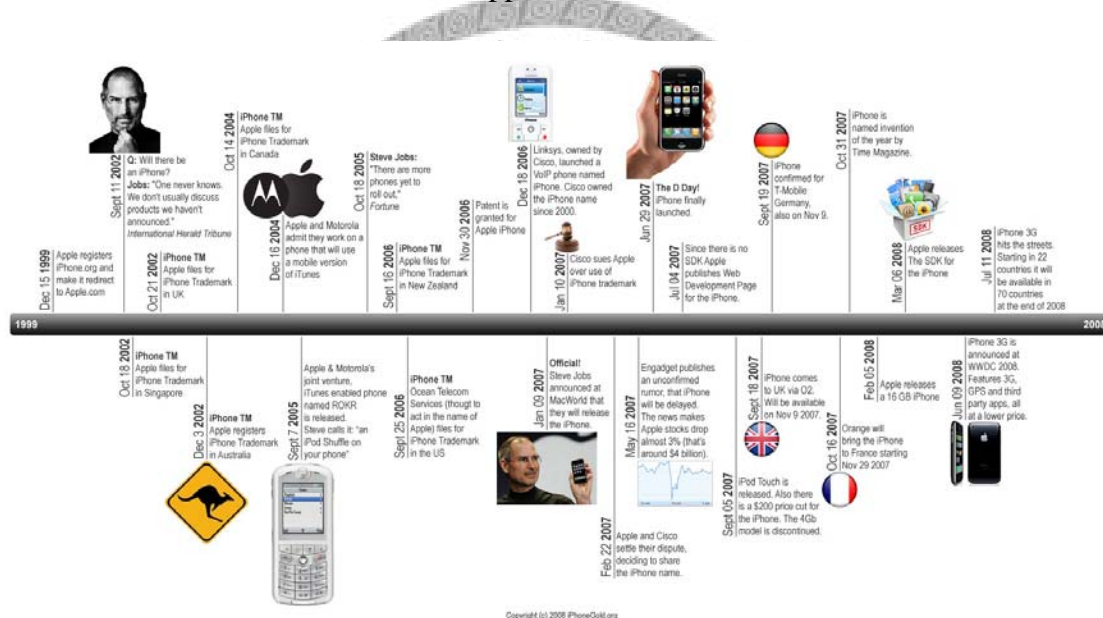 Dec 15 1999
Apple registers
iPhone.org and
make it redirect
to Apple.com
Sept 11 2002
Q: Will there be
an iPhone?
Jobs: "One never knows.
We don't usually discuss
products we haven't
announced."
International Herald Tribune
Oct 21 2002
iPhone TM
Apple files for
iPhone Trademark
in UK
Oct 14 2004
iPhone TM
Apple files for
iPhone Trademark
in Canada
Dec 16 2004
Apple and Motorola
admit they work on a
phone that will use
a mobile version
of iTunes
Oct 18 2005
Steve Jobs:
"There are more
phones yet to
roll out,"
Fortune
Sept 16 2006
iPhone TM
Apple files for
iPhone Trademark
in New Zealand
Nov 30 2006
Patent is
granted for
Apple iPhone
Dec 18 2006
Linksys, owned by
Cisco, launched a
VoIP phone named
iPhone. Cisco owned
the iPhone name
since 2000.
Jan 10 2007
Cisco sues Apple
over use of
iPhone trademark
Jun 29 2007
The D Day!
iPhone finally
launched.
Jul 04 2007
Since there is no
SDK Apple
publishes Web
Development Page
for the iPhone.
Sept 19 2007
iPhone
confirmed for
T-Mobile
Germany,
also on Nov 9.
Oct 31 2007
iPhone is
named invention
of the year by
Time Magazine.
SDK
Mar 06 2008
Apple releases
The SDK for
the iPhone
Jul 11 2008
iPhone 3G
hits the streets.
Starting in 22
countries it will
be available in
70 countries
at the end of 2008
1999
2008
Oct 18 2002
iPhone TM
Apple files for
iPhone Trademark
in Singapore
Dec 3 2002
iPhone TM
Apple registers
iPhone Trademark
in Australia
Sept 7 2005
Apple & Motorola's
joint venture,
iTunes enabled phone
named ROKR
is released.
Steve calls it: "an
iPod Shuffle on
your phone"
Sept 25 2006
iPhone TM
Ocean Telecom
Services (thougt to
act in the name of
Apple) files for
iPhone Trademark
in the US
Jan 09 2007
Official!
Steve Jobs
announced at
MacWorld that
they will release
the iPhone.
Feb 22 2007
Apple and Cisco
settle their dispute,
deciding to share
the iPhone name.
May 16 2007
Engadget publishes
an unconfirmed
rumor, that iPhone
will be delayed.
The news makes
Apple stocks drop
almost 3% (that's
around $4 billion).
Sept 05 2007
iPod Touch is
released. Also there
is a $200 price cut for
the iPhone. The 4Gb
model is discontinued.
Sept 18 2007
iPhone comes
to UK via O2.
Will be available
on Nov 9 2007.
Oct 16 2007
Orange will
bring the iPhone
to France starting
Nov 29 2007
Feb 05 2008
Apple releases
a 16 GB iPhone
Jun 09 2008
iPhone 3G is
announced at
WWDC 2008.
Features 3G,
GPS and third
party apps, all
at a lower price.
Copyright (c) 2008 iPhoneGold.org